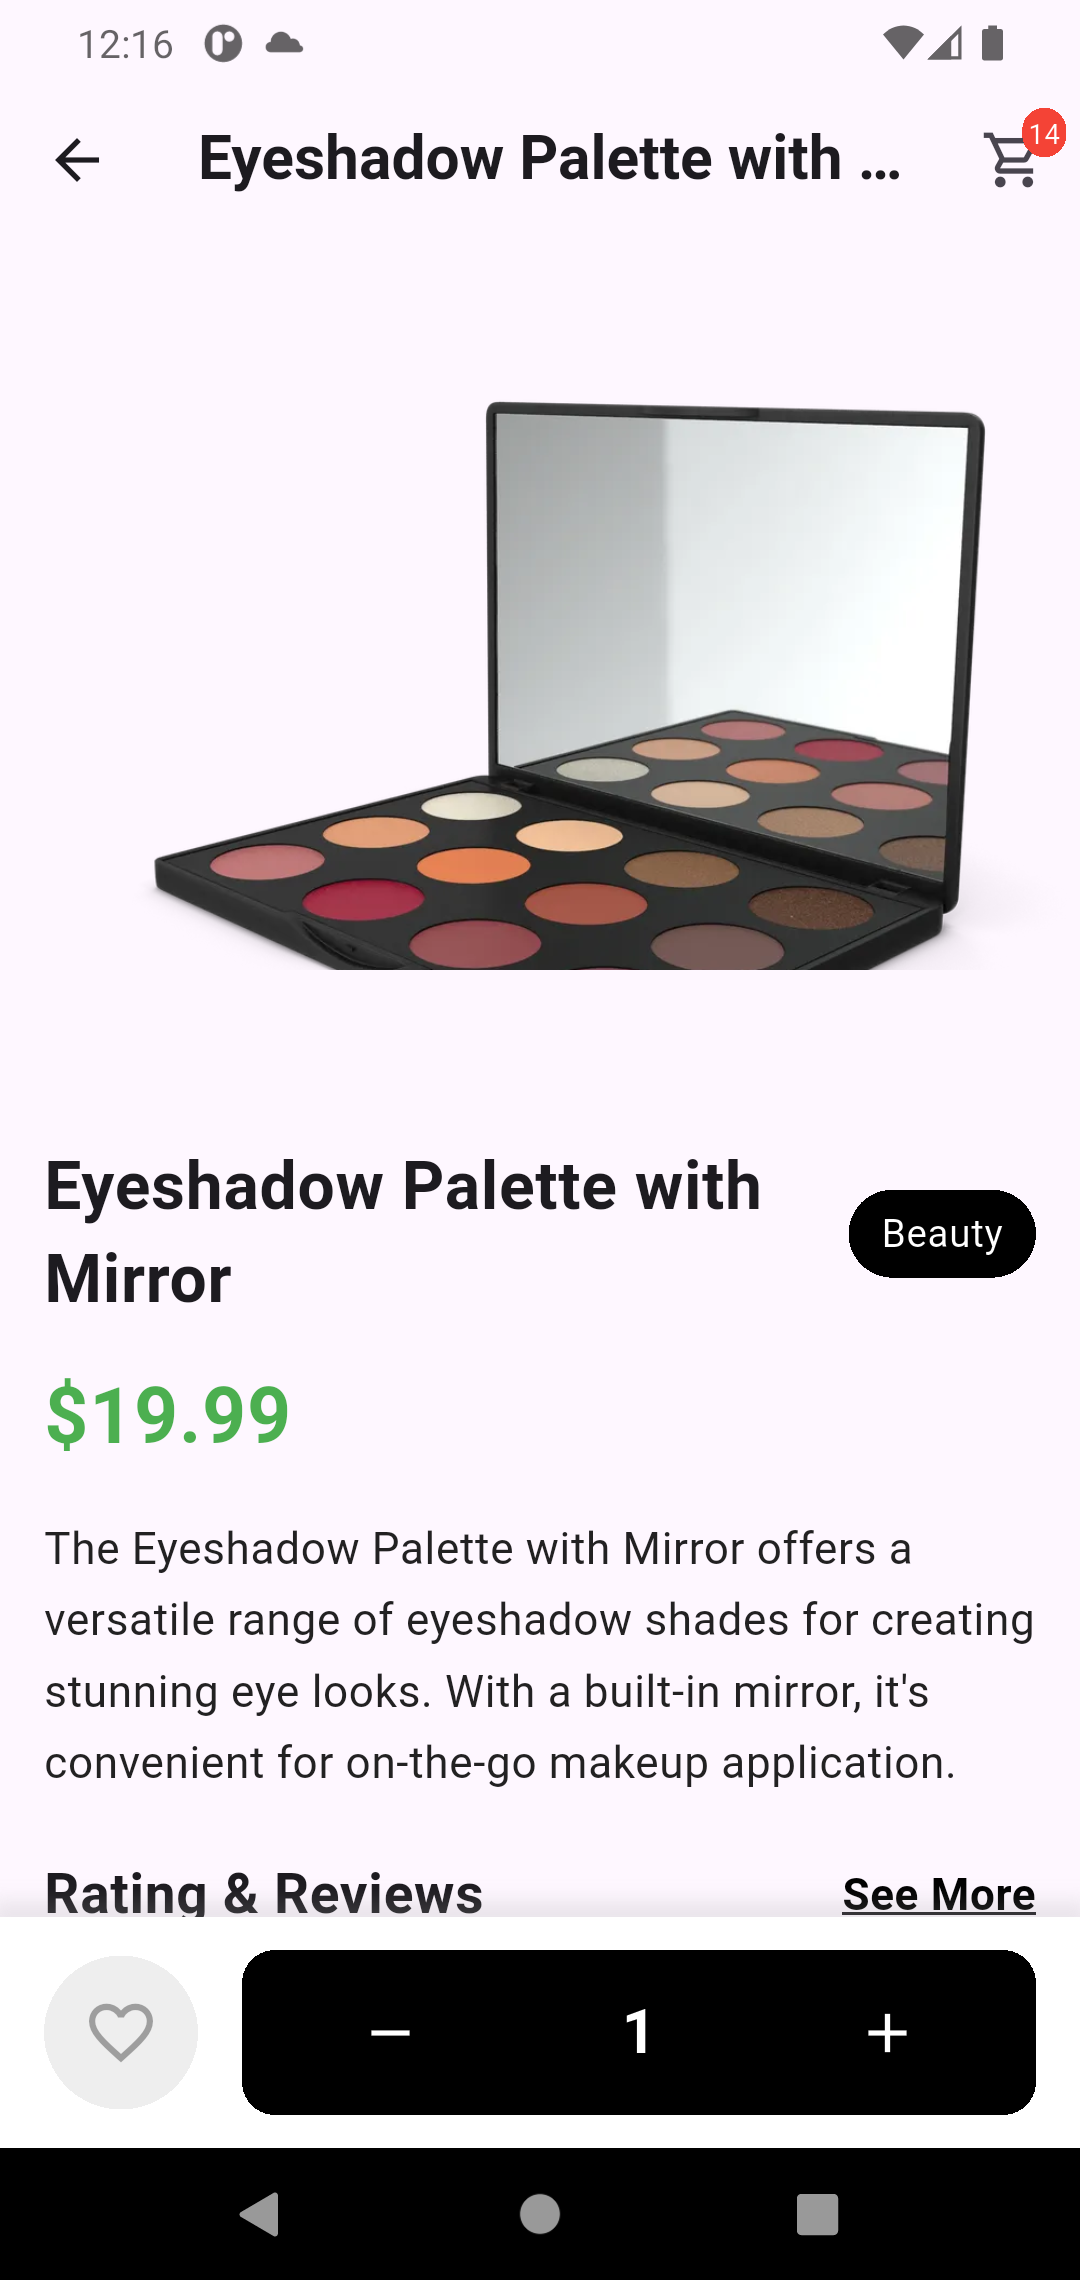 12:16
Eyeshadow Palette with ...
14
Eyeshadow Palette with
Mirror
Beauty
$19.99
The Eyeshadow Palette with Mirror offers a
versatile range of eyeshadow shades for creating
stunning eye looks. With a built-in mirror, it's
convenient for on-the-go makeup application.
Rating & Reviews
See More
1